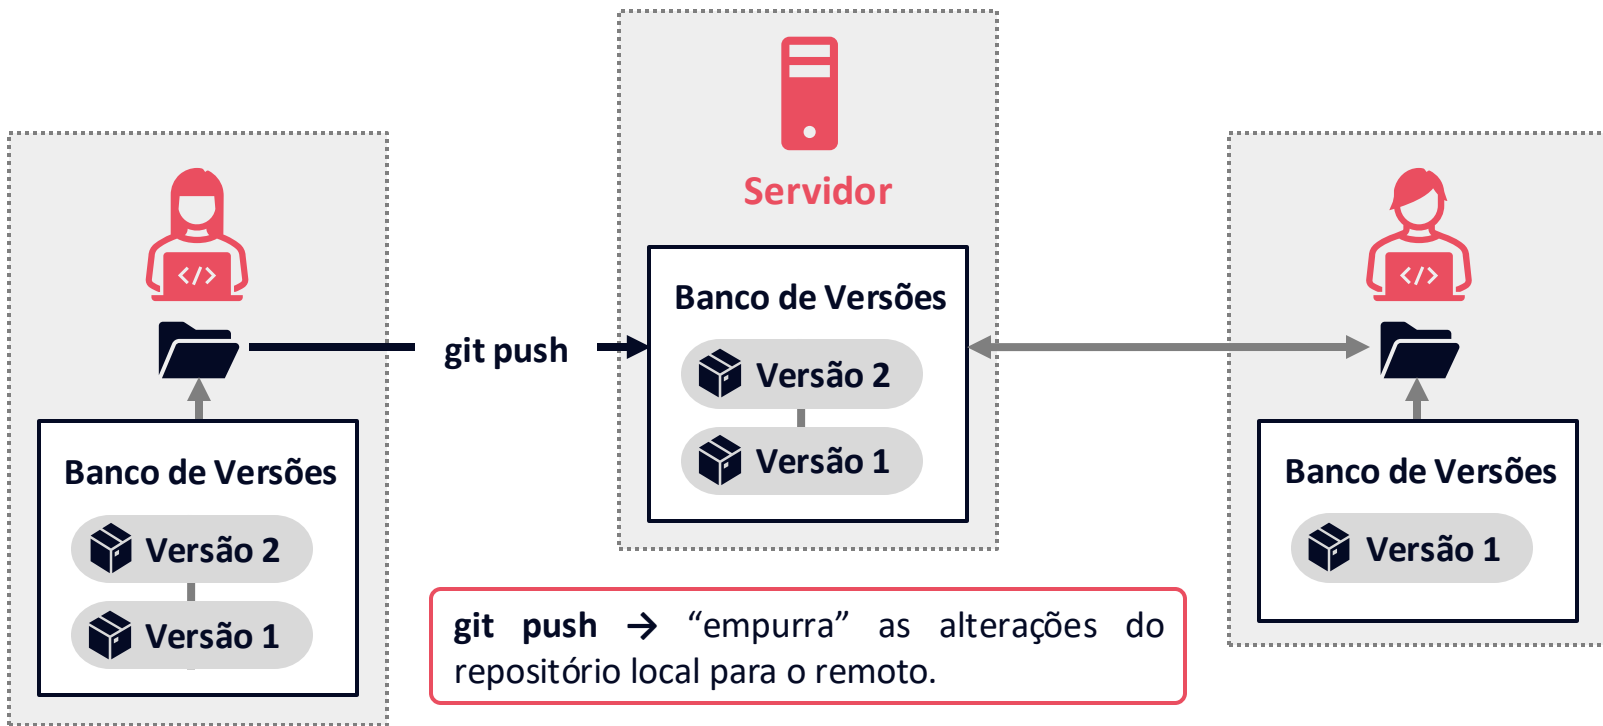 Servidor
Banco de Versões
Versão 2
Versão 1
git push
Banco de Versões
Versão 2
Versão 1
Banco de Versões
Versão 1
git push → “empurra” as alterações do
repositório local para o remoto.